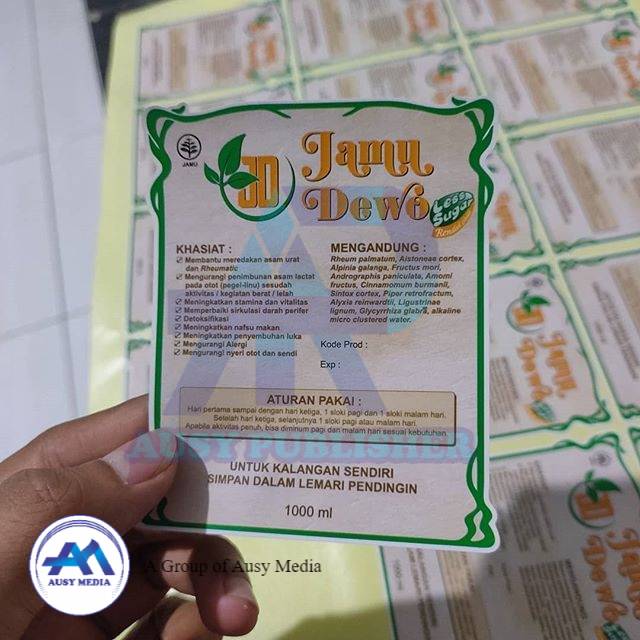 JAMU
JD
Jamu
Dewo
Less
Sugar
KHASIAT :
Membantu meredakan asam urat
dan Rheumatic
Mengurangi penimbunan asam lactat
pada otot (pegel-linu) sesudah
aktivitas / kegiatan berat / lelah
Meningkatkan stamina dan vitalitas
Memperbaiki sirkulasi darah perifer
Detoksifikasi
Meningkatkan nafsu makan
Meningkatkan penyembuhan luka
Mengurangi Alergi
Mengurangi nyeri otot dan sendi
MENGANDUNG :
Rheum palmatum, Aistoneae cortex,
Alpinia galanga, Fructus mori,
Andrographis paniculata, Amomi
fructus, Cinnamomum burmanii,
Sintox cortex, Piper retrofractum,
Alyxia reinwardtii, Ligustrinae
lignum, Glycyrrhiza glabra, alkaline
micro clustered water.
Kode Prod :
Exp :
ATURAN PAKAI :
Hari pertama sampai dengan hari ketiga, 1 sloki pagi dan 1 sloki malam hari.
Setelah hari ketiga, selanjutnya 1 sloki pagi atau malam hari.
Apabila aktivitas penuh, bisa diminum pagi dan malam hari sesuai kebutuhan.
AUSY PUBLISHER
UNTUK KALANGAN SENDIRI
SIMPAN DALAM LEMARI PENDINGIN
1000 ml
AUSY MEDIA
A Group of Ausy Media